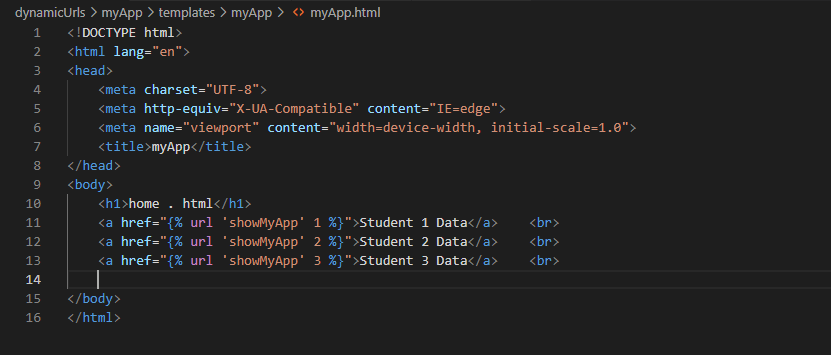 dynamicUrls > myApp > templates > myApp > <> myApp.html
1 <!DOCTYPE html>
2 <html lang="en">
3 <head>
4     <meta charset="UTF-8">
5     <meta http-equiv="X-UA-Compatible" content="IE=edge">
6     <meta name="viewport" content="width=device-width, initial-scale=1.0">
7     <title>myApp</title>
8 </head>
9 <body>
10     <h1>home . html</h1>
11     <a href="{% url 'showMyApp' 1 %}">Student 1 Data</a>    <br>
12     <a href="{% url 'showMyApp' 2 %}">Student 2 Data</a>    <br>
13     <a href="{% url 'showMyApp' 3 %}">Student 3 Data</a>    <br>
14
15 </body>
16 </html>